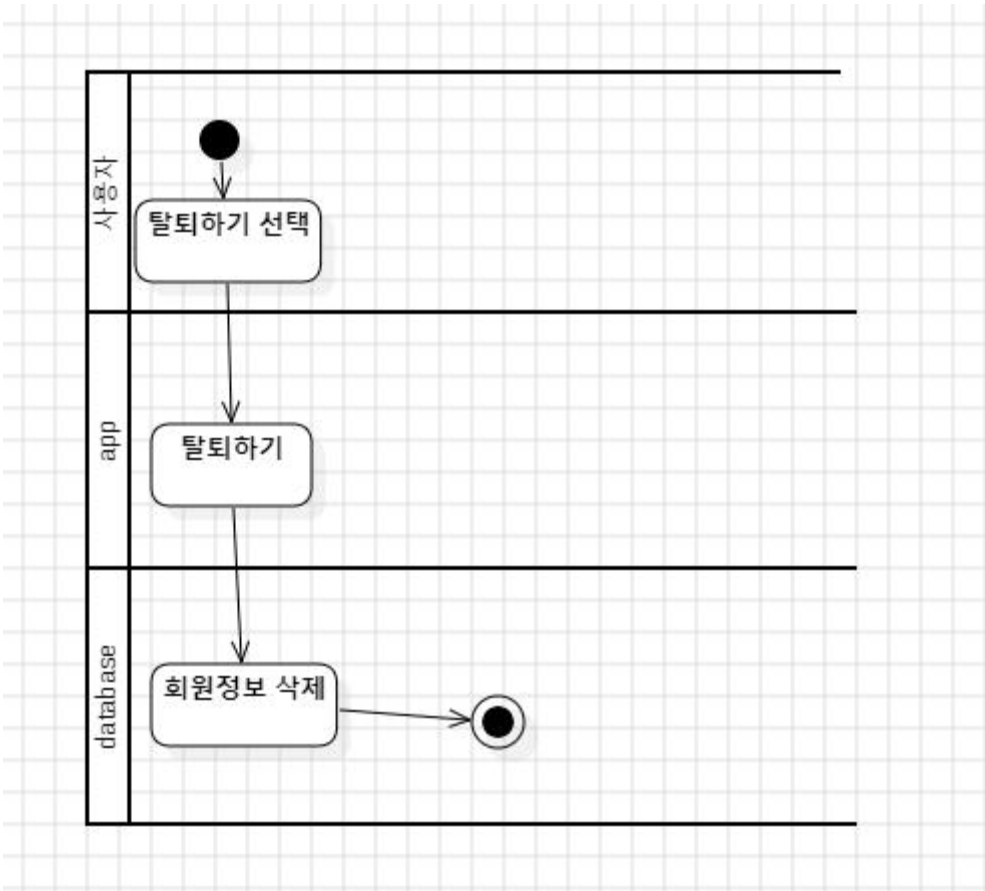 사용자
탈퇴하기 선택
app
탈퇴하기
database
회원정보 삭제